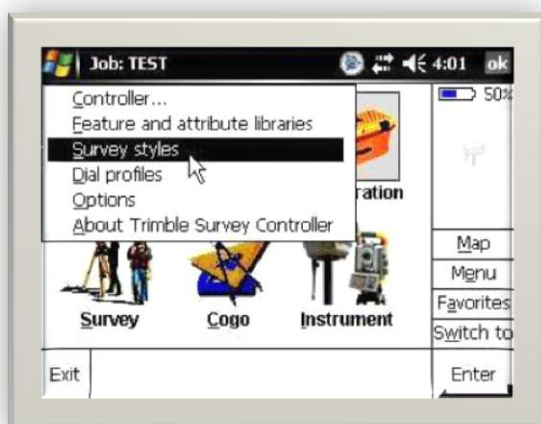 Job: TEST
4:01 ok
Controller...
50%
Feature and attribute libraries
Survey styles
Dial profiles
Options
ration
About Trimble Survey Controller
Map
Menu
Favorites
Survey Cogo Instrument
Switch to
Exit
Enter